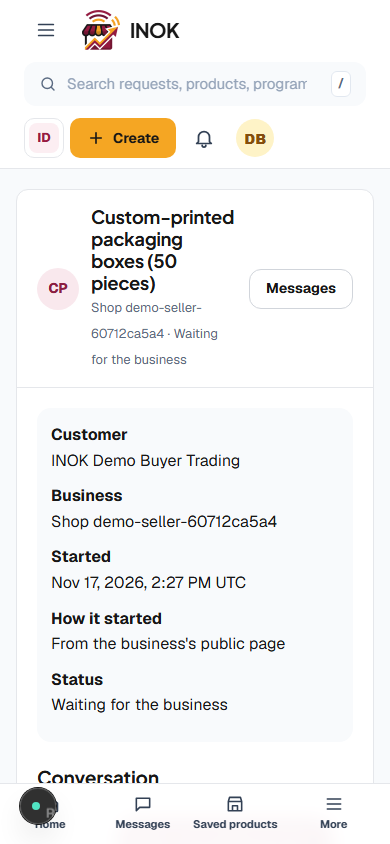 INOK
Search requests, products, program
/
ID
Create
DB
Custom-printed
packaging
boxes (50
pieces)
CP
Messages
Shop demo-seller-
60712ca5a4 · Waiting
for the business
Customer
INOK Demo Buyer Trading
Business
Shop demo-seller-60712ca5a4
Started
Nov 17, 2026, 2:27 PM UTC
How it started
From the business's public page
Status
Waiting for the business
Conversation
Home
Messages
Saved products
More